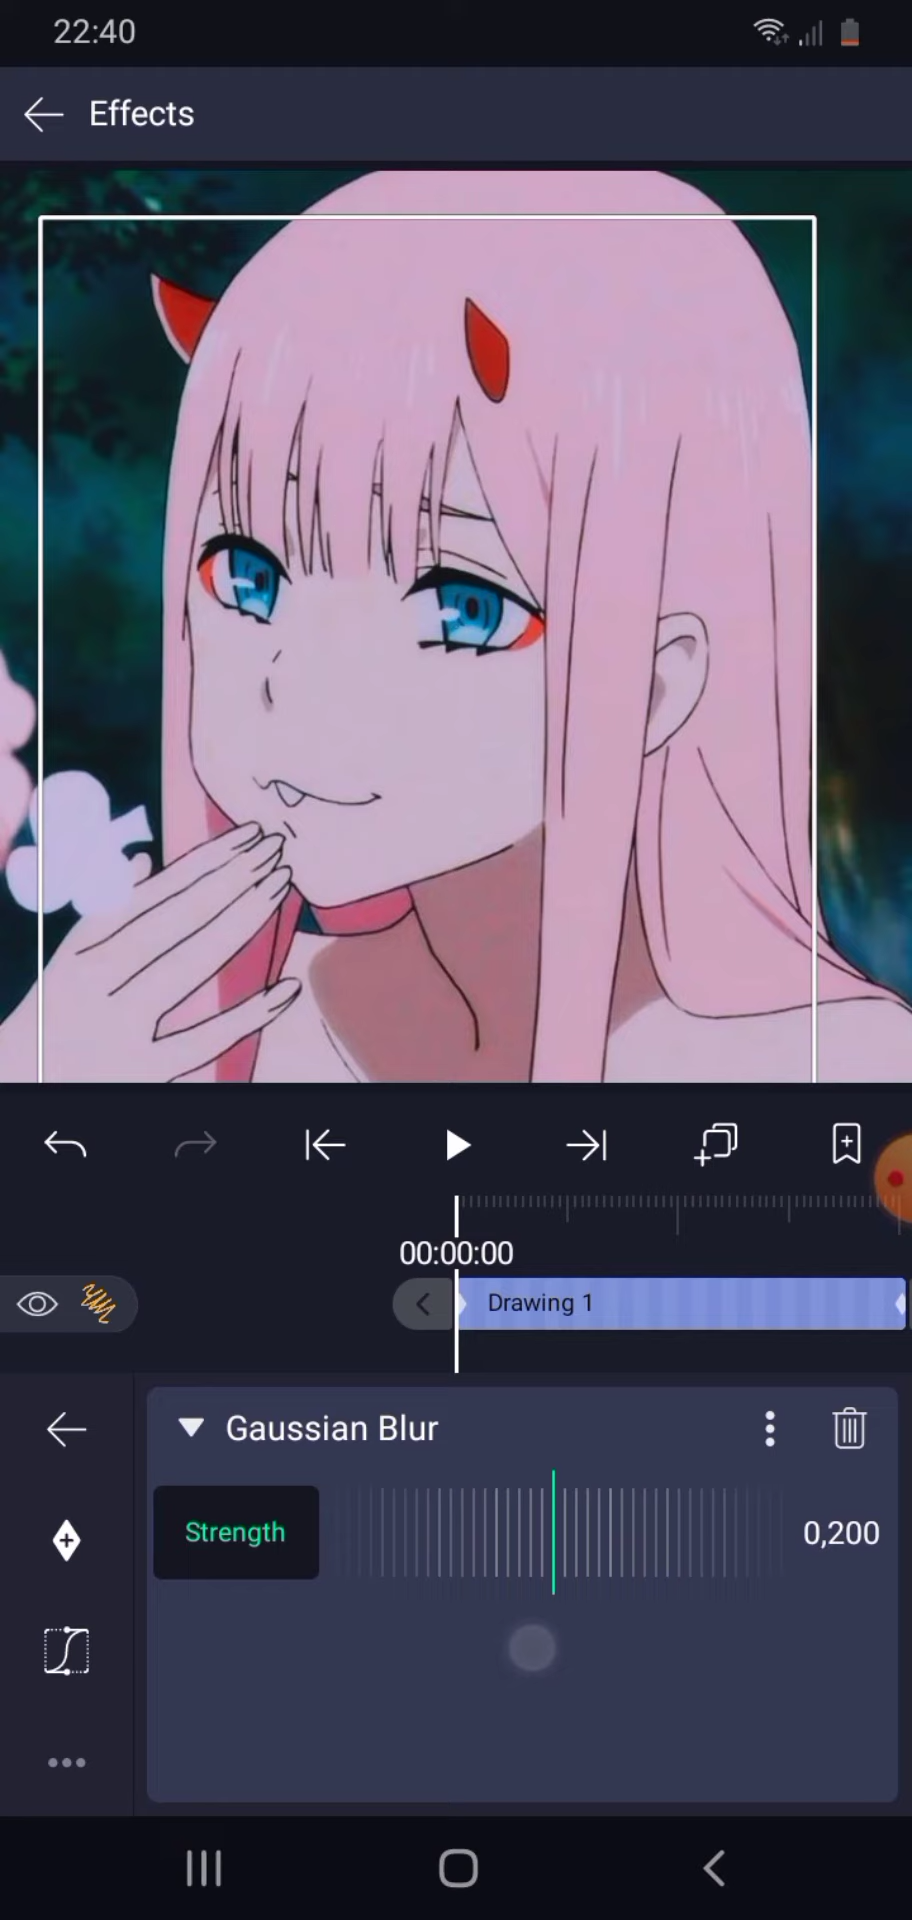 22:40
Effects
00:00:00
Drawing 1
Gaussian Blur
Strength
0,200